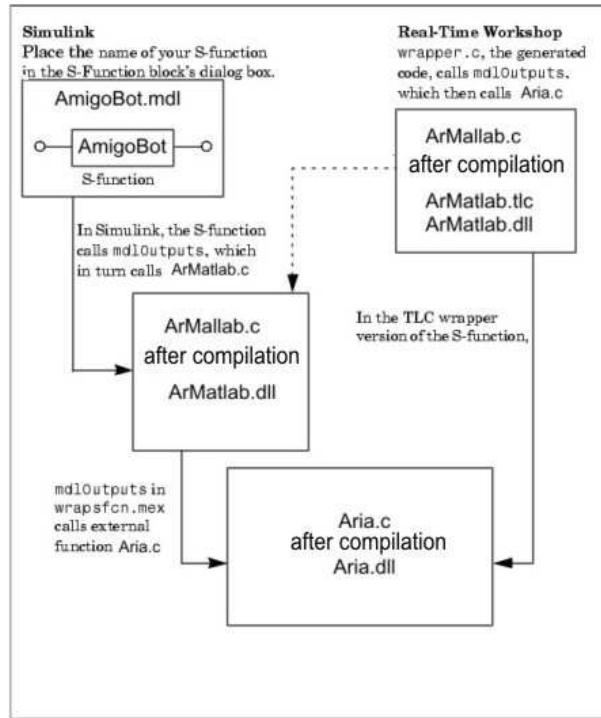 Simulink
Place the name of your S-function
in the S-Function block's dialog box.
AmigoBot.mdl
AmigoBot
S-function
In Simulink, the S-function
calls mdlOutputs, which
in turn calls ArMatlab.c
Real-Time Workshop
wrapper.c, the generated
code, calls mdlOutputs.
which then calls Aria.c
ArMallab.c
after compilation
ArMatlab.tlc
ArMatlab.dll
In the TLC wrapper
version of the S-function,
ArMallab.c
after compilation
ArMatlab.dll
mdlOutputs in
wrapsfcn.mex
calls external
function Aria.c
Aria.c
after compilation
Aria.dll